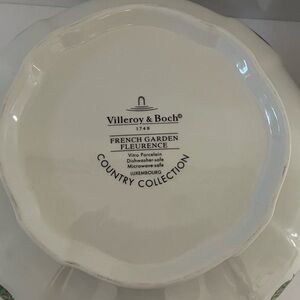 Villeroy & Boch®
1748
FRENCH GARDEN
FLEURENCE
Vitro Porcelain
Dishwasher-safe
Microwave-safe
LUXEMBOURG
COUNTRY COLLECTION